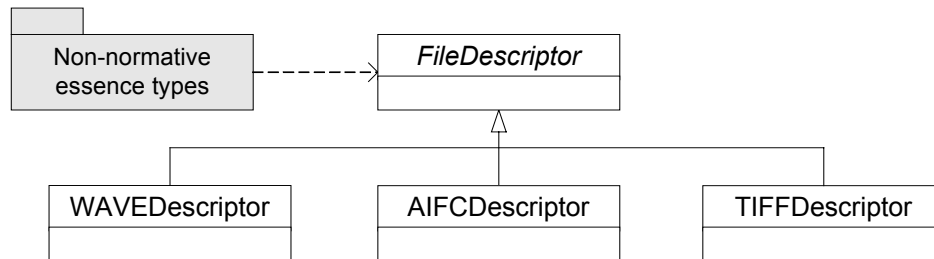 Non-normative
essence types
FileDescriptor
WAVEDescriptor
AIFCDescriptor
TIFFDescriptor